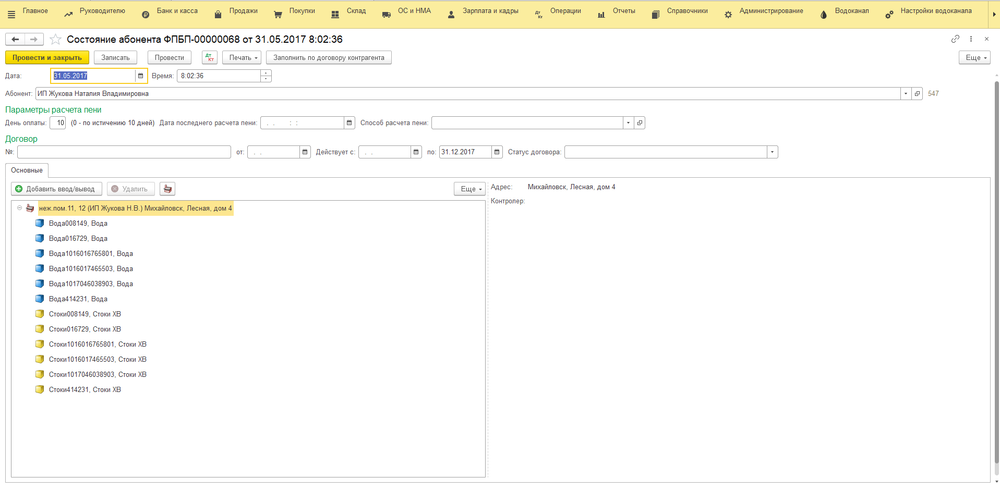 Главное Руководителю Банк и касса Продажи Покупки Склад ОС и НМА Зарплата и кадры Дт Кт Операции Отчеты Справочники Администрирование Водоканал Настройки водоканала
Состояние абонента ФПБП-00000068 от 31.05.2017 8:02:36
Провести и закрыть Записать Провести Дт Кт Печать Заполнить по договору контрагента Еще
Дата: 31.05.2017 Время: 8:02:36
Абонент: ИП Жукова Наталия Владимировна 547
Параметры расчета пени
День оплаты: 10 (0 - по истичению 10 дней) Дата последнего расчета пени: . . : : Способ расчета пени:
Договор
№: от: . . Действует с: . . по: 31.12.2017 Статус договора:
Основные
Добавить ввод/вывод Удалить Еще Адрес: Михайловск, Лесная, дом 4
Контролер:
неж.пом.11, 12 (ИП Жукова Н.В.) Михайловск, Лесная, дом 4
Вода008149, Вода
Вода016729, Вода
Вода1016016765801, Вода
Вода1016017465503, Вода
Вода1017046038903, Вода
Вода414231, Вода
Стоки008149, Стоки ХВ
Стоки016729, Стоки ХВ
Стоки1016016765801, Стоки ХВ
Стоки1016017465503, Стоки ХВ
Стоки1017046038903, Стоки ХВ
Стоки414231, Стоки ХВ